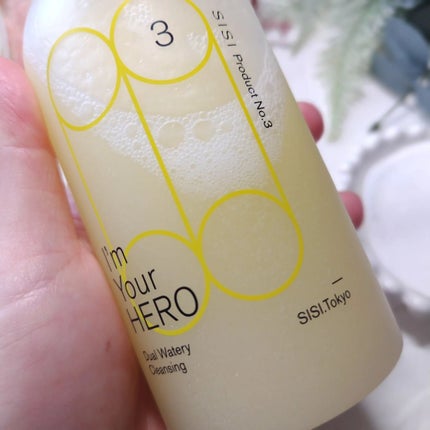 3
SISI Product No.3
I'm
Your
HERO
Dual Watery
Cleansing
SISI.Tokyo